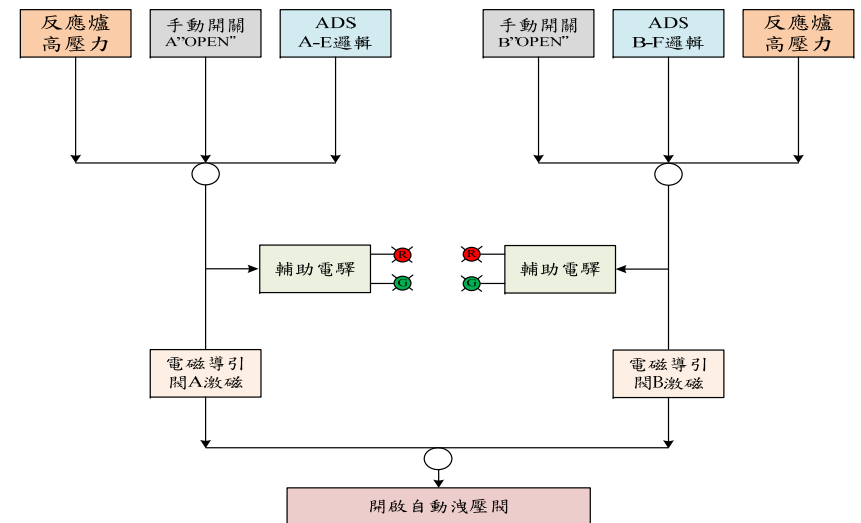 反應爐
高壓力
手動開關
A"OPEN"
ADS
A-E邏輯
手動開關
B"OPEN"
ADS
B-F邏輯
反應爐
高壓力
輔助電驛
R
G
R
G
輔助電驛
電磁導引
閥A激磁
電磁導引
閥B激磁
開啟自動洩壓閥